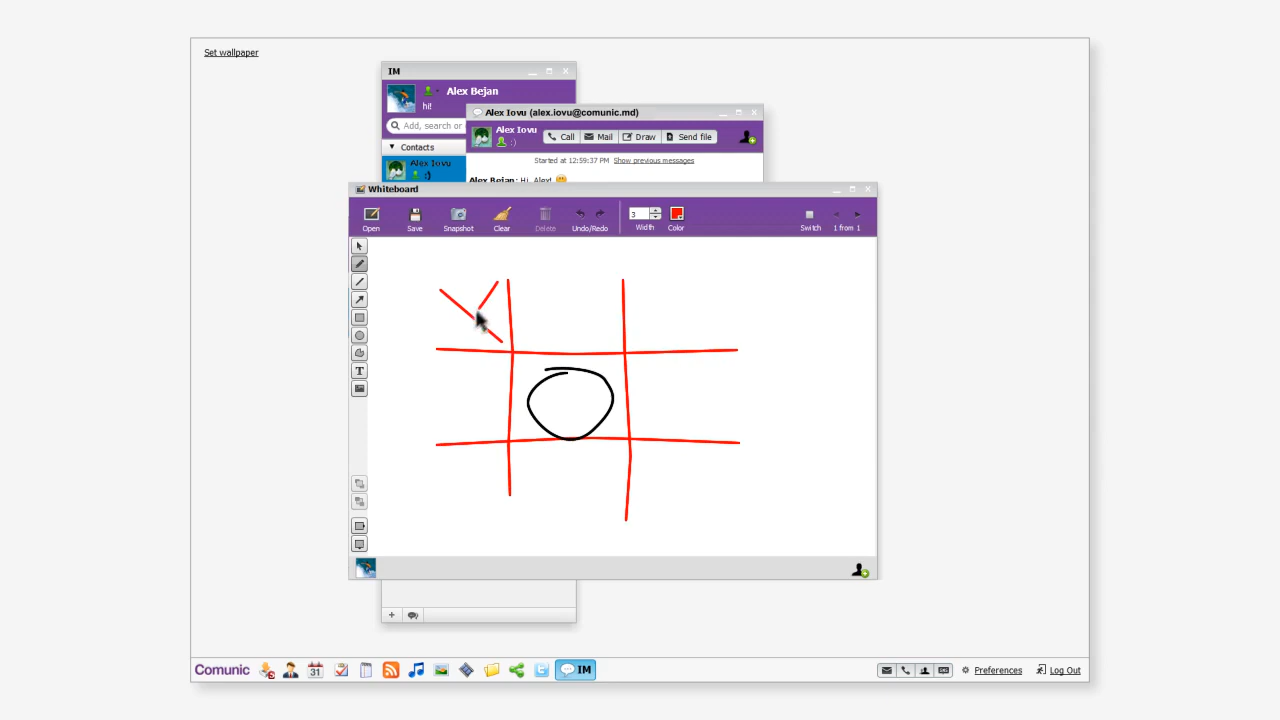 Set wallpaper
IM
Alex Bejan
hi!
Add, search or
Contacts
Alex Iovu
:)
Alex Iovu (alex.iovu@comunic.md)
Alex Iovu
:)
Call
Mail
Draw
Send file
Started at 12:59:37 PM Show previous messages
Alex Bejan: Hi, Alex!
Whiteboard
Open
Save
Snapshot
Clear
Delete
Undo/Redo
3
Width
Color
Switch
1 from 1
T
Comunic
31
IM
Preferences
Log Out